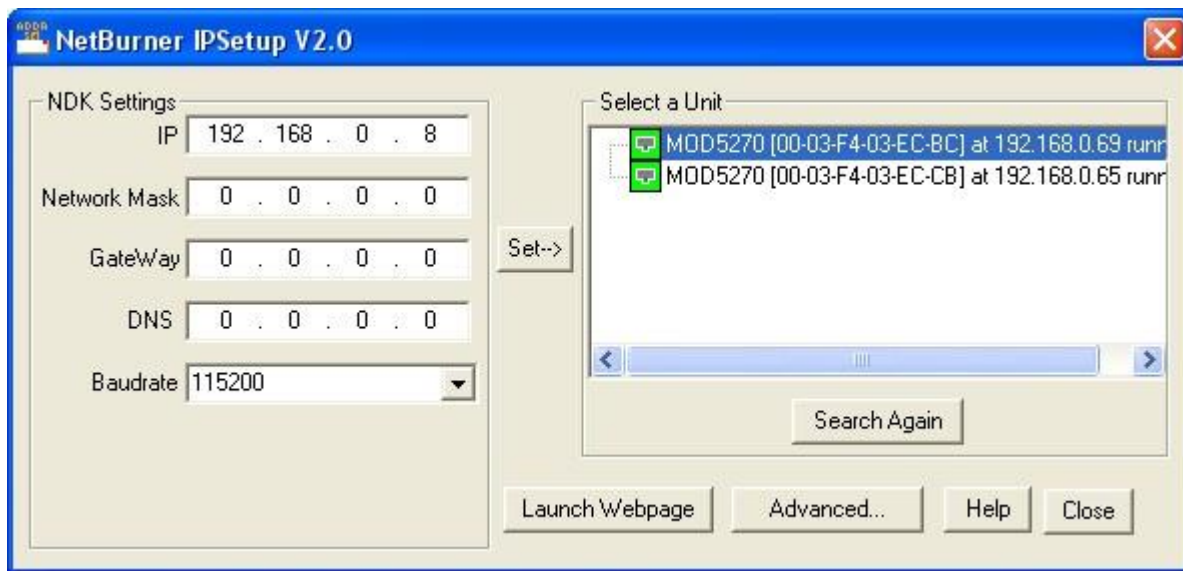 NetBurner IPSetup V2.0
NDK Settings
IP 192 . 168 . 0 . 8
Network Mask 0 . 0 . 0 . 0
GateWay 0 . 0 . 0 . 0
DNS 0 . 0 . 0 . 0
Baudrate 115200
Set-->
Select a Unit
MOD5270 [00-03-F4-03-EC-BC] at 192.168.0.69
MOD5270 [00-03-F4-03-EC-CB] at 192.168.0.65
Search Again
Launch Webpage
Advanced...
Help
Close